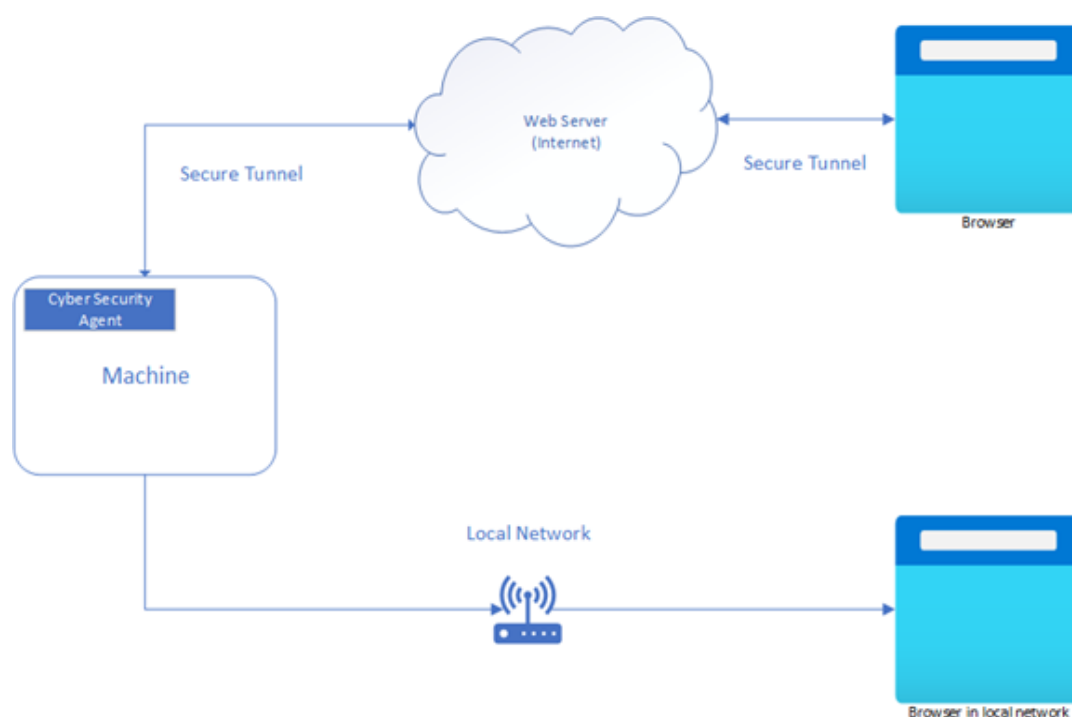 Web Server
(Internet)
Secure Tunnel
Secure Tunnel
Browser
Cyber Security
Agent
Machine
Local Network
Browser in local network